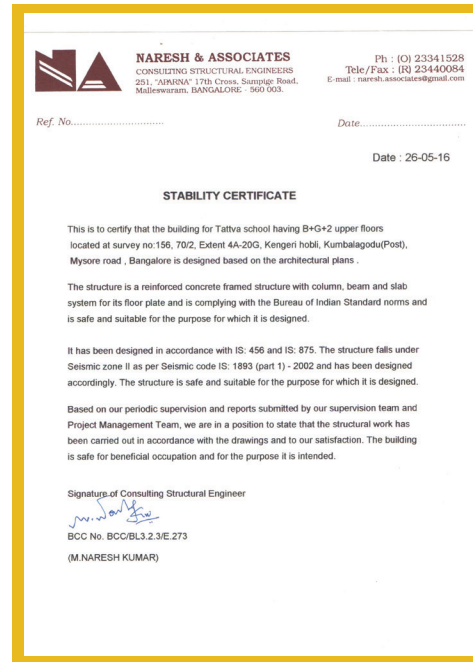 NARESH & ASSOCIATES
CONSULTING STRUCTURAL ENGINEERS
251, "APARNA" 17th Cross, Sampige Road,
Malleswaram, BANGALORE - 560 003.
Ph : (O) 23341528
Tele/Fax : (R) 23440084
E-mail : naresh.associates@gmail.com
Ref. No...............................
Date...................................
Date : 26-05-16
STABILITY CERTIFICATE
This is to certify that the building for Tattva school having B+G+2 upper floors
located at survey no:156, 70/2, Extent 4A-20G, Kengeri hobli, Kumbalagodu(Post),
Mysore road , Bangalore is designed based on the architectural plans .
The structure is a reinforced concrete framed structure with column, beam and slab
system for its floor plate and is complying with the Bureau of Indian Standard norms and
is safe and suitable for the purpose for which it is designed.
It has been designed in accordance with IS: 456 and IS: 875. The structure falls under
Seismic zone II as per Seismic code IS: 1893 (part 1) - 2002 and has been designed
accordingly. The structure is safe and suitable for the purpose for which it is designed.
Based on our periodic supervision and reports submitted by our supervision team and
Project Management Team, we are in a position to state that the structural work has
been carried out in accordance with the drawings and to our satisfaction. The building
is safe for beneficial occupation and for the purpose it is intended.
Signature of Consulting Structural Engineer
BCC No. BCC/BL3.2.3/E.273
(M.NARESH KUMAR)